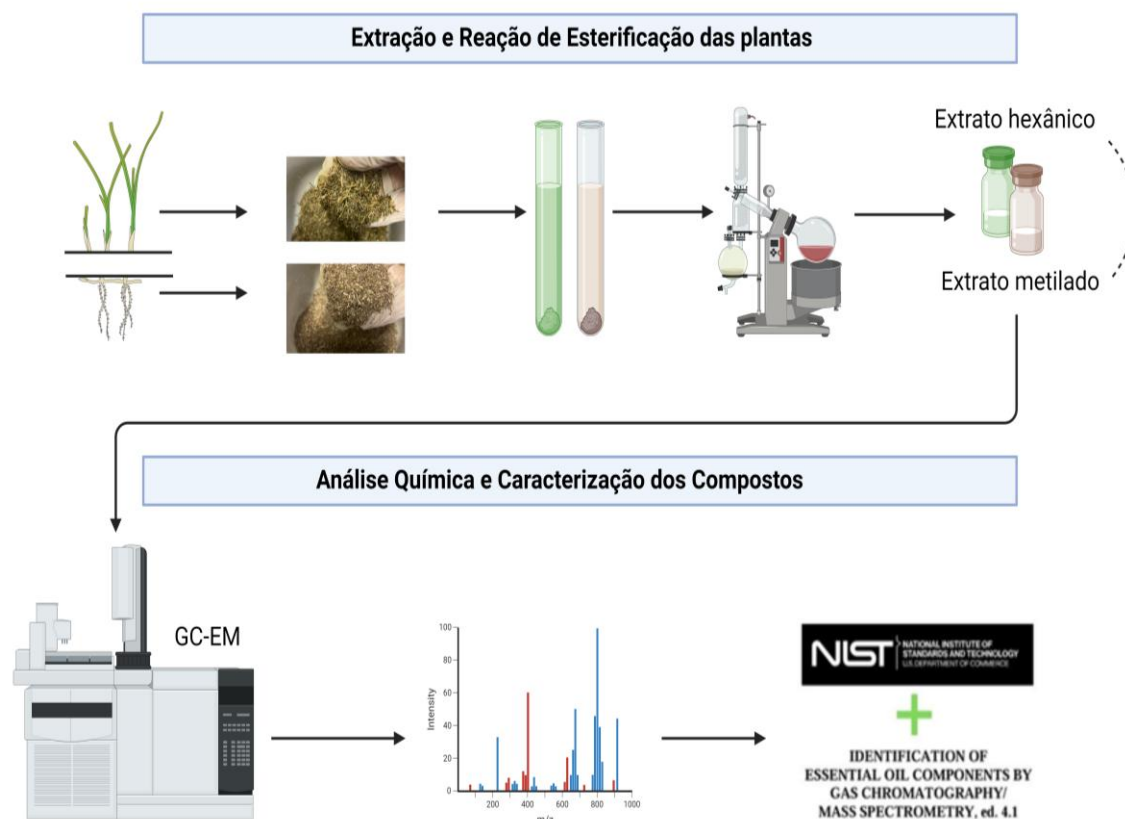 Extração e Reação de Esterificação das plantas
Extrato hexânico
Extrato metilado
Análise Química e Caracterização dos Compostos
GC-EM
100
80
60
40
20
0
Intensity
200
400
600
800
1000
NIST
NATIONAL INSTITUTE OF
STANDARDS AND TECHNOLOGY
U.S. DEPARTMENT OF COMMERCE
+
IDENTIFICATION OF
ESSENTIAL OIL COMPONENTS BY
GAS CHROMATOGRAPHY/
MASS SPECTROMETRY, ed. 4.1